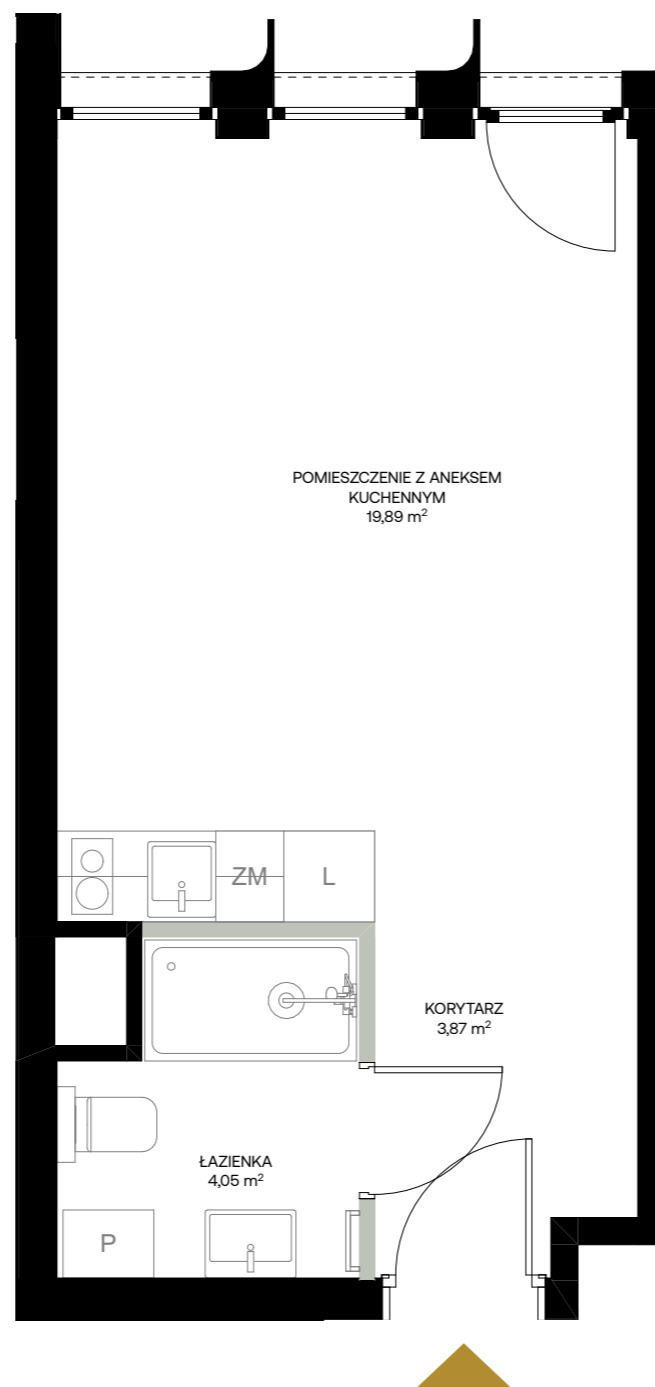 POMIESZCZENIE Z ANEKSEM
KUCHENNYM
19,89 m²
ZM
L
KORYTARZ
3,87 m²
ŁAZIENKA
4,05 m²
P